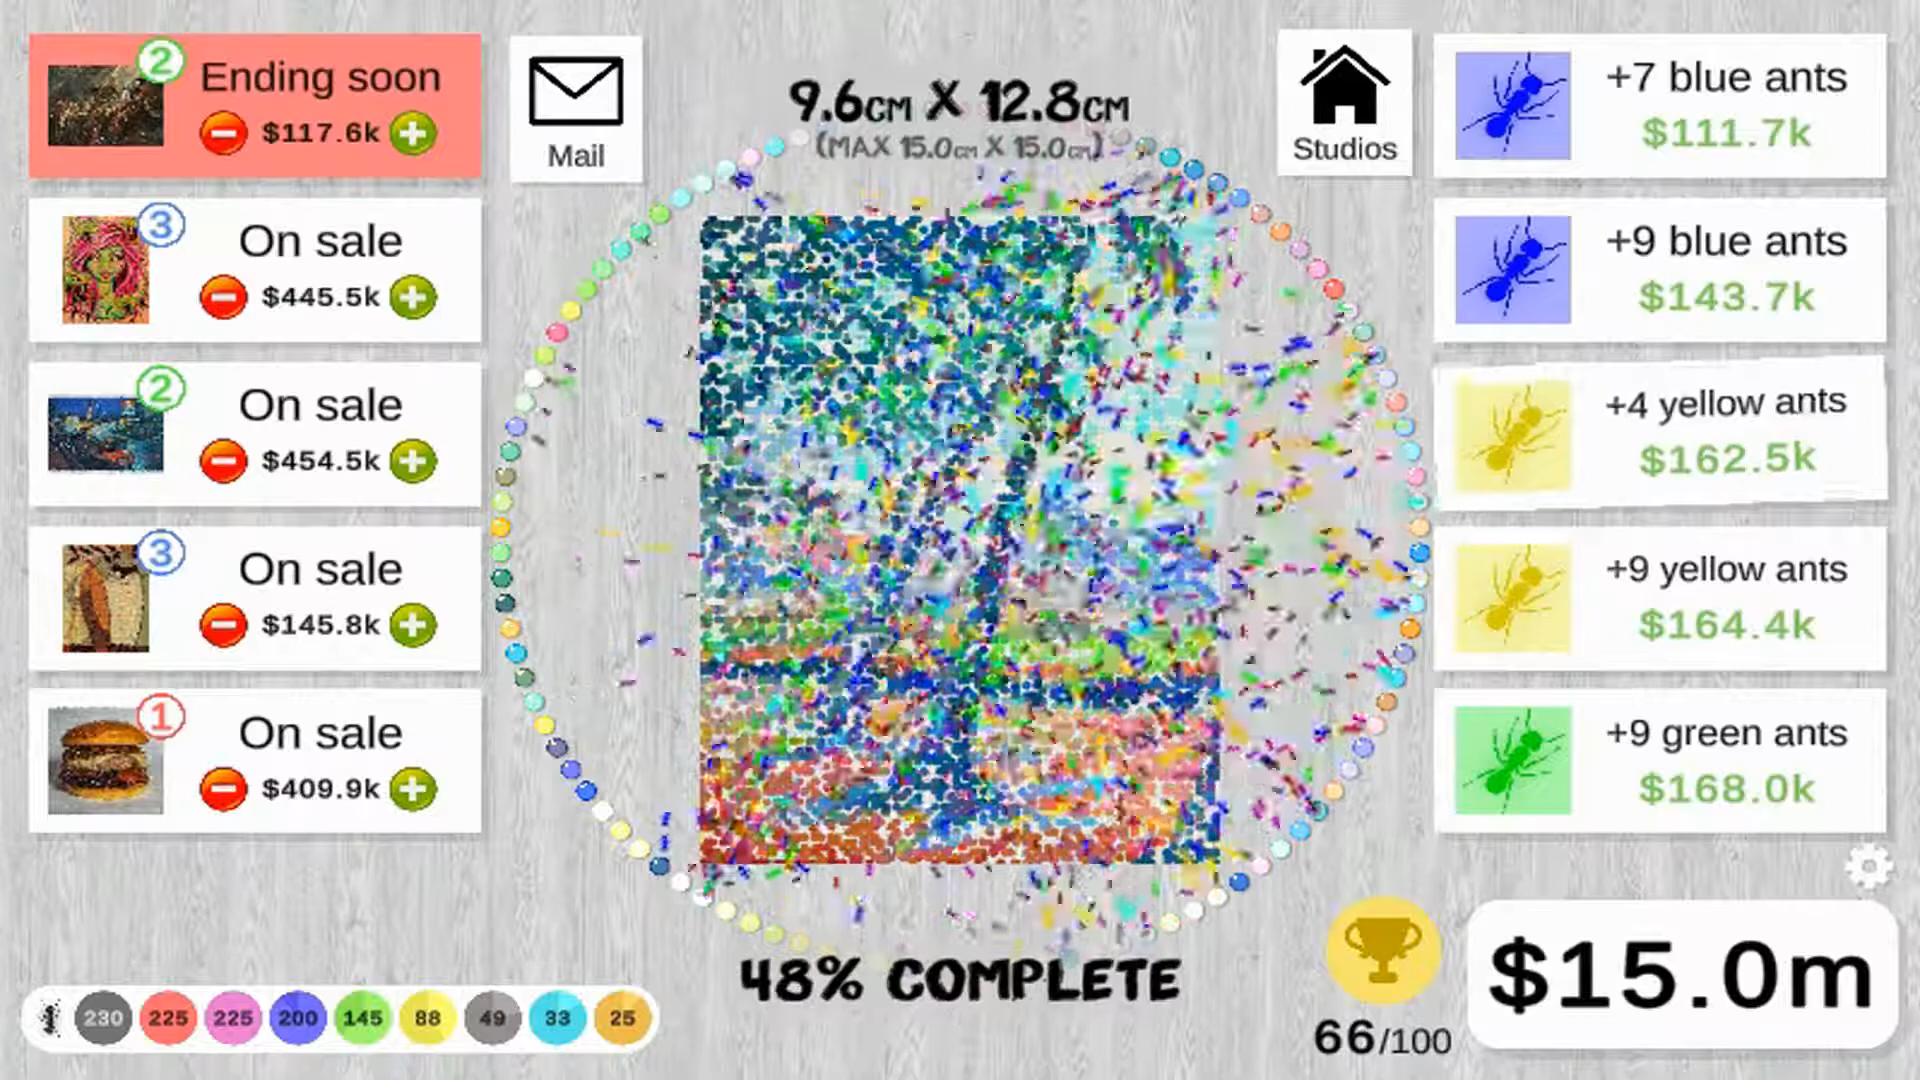 2
Ending soon
$117.6k
3
On sale
$445.5k
2
On sale
$454.5k
3
On sale
$145.8k
1
On sale
$409.9k
Mail
9.6cm X 12.8cm
(MAX 15.0cm X 15.0cm)
48% COMPLETE
Studios
+7 blue ants
$111.7k
+9 blue ants
$143.7k
+4 yellow ants
$162.5k
+9 yellow ants
$164.4k
+9 green ants
$168.0k
230 225 225 200 145 88 49 33 25
66/100
$15.0m